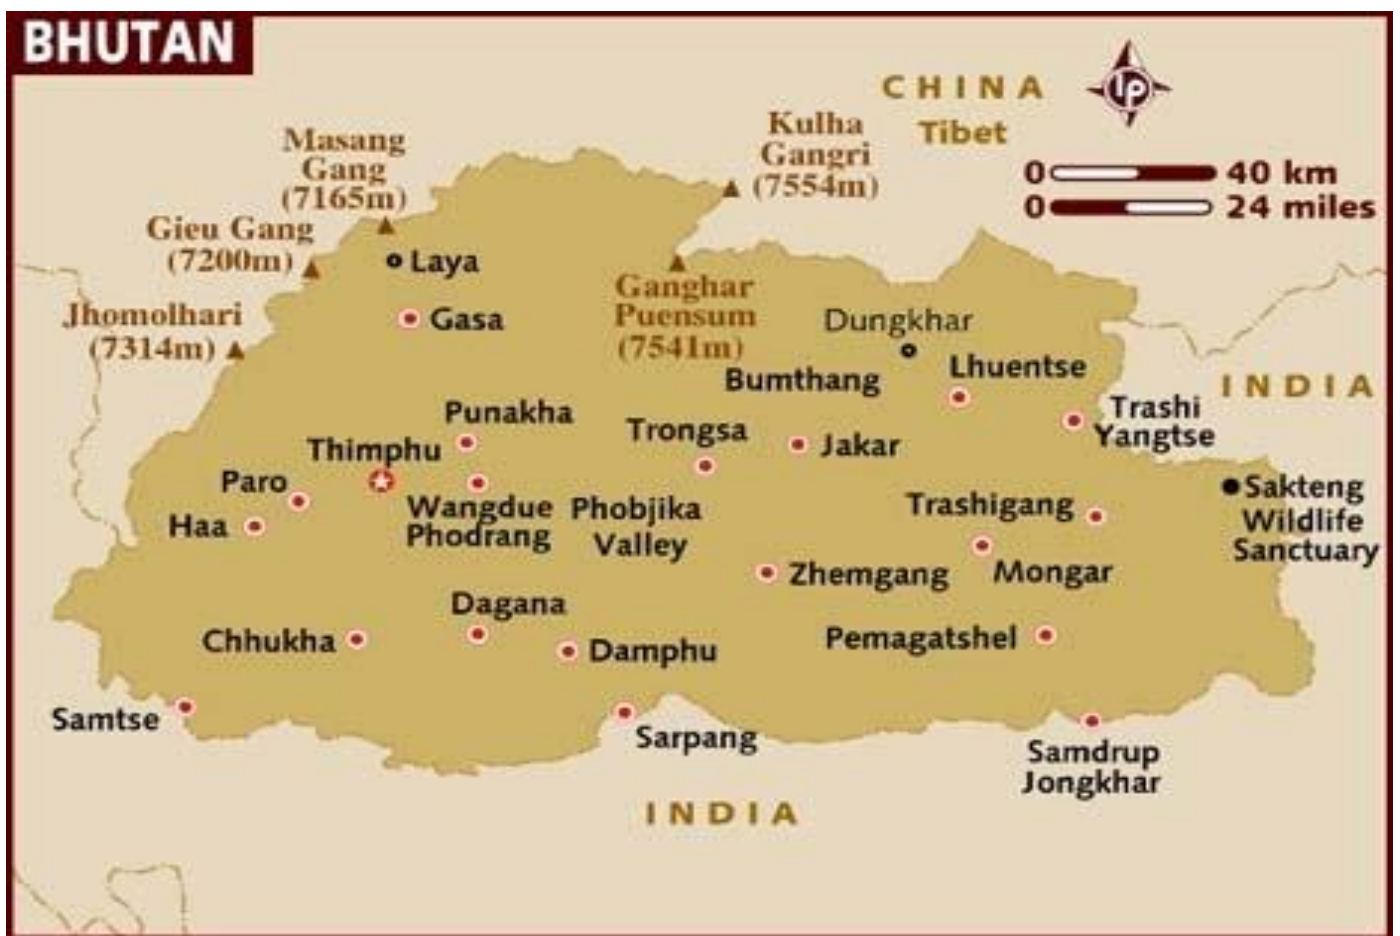 BHUTAN
CHINA
Tibet
lp
Kulha
Gangri
(7554m)
Masang
Gang
(7165m)
0 40 km
0 24 miles
Gieu Gang
(7200m)
Laya
Ganghar
Puensum
(7541m)
Jhomolhari
(7314m)
Gasa
Dungkhar
Bumthang
Lhuentse
INDIA
Trashi
Yangtse
Punakha
Thimphu
Trongsa
Jakar
Paro
Haa
Wangdue
Phodrang
Phobjika
Valley
Trashigang
Sakteng
Wildlife
Sanctuary
Zhemgang
Mongar
Dagana
Chhukha
Damphu
Pemagatshel
Samtse
Sarpang
Samdrup
Jongkhar
INDIA